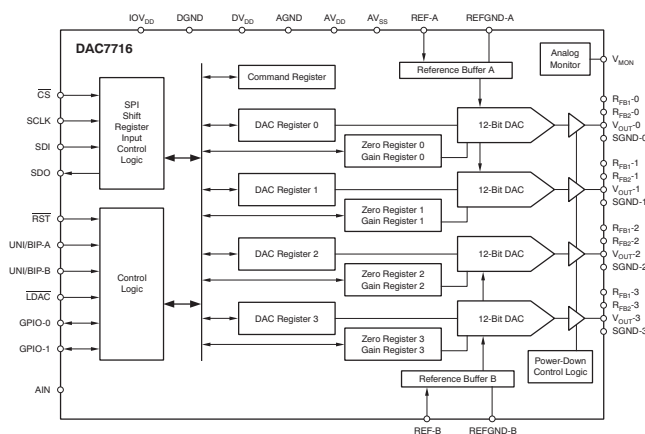 IOVDD DGND DVDD AGND AVDD AVSS REF-A REFGND-A
DAC7716
Reference Buffer A
Analog
Monitor
VMON
Command Register
CS
SCLK
SDI
SDO
SPI
Shift
Register
Input
Control
Logic
DAC Register 0
12-Bit DAC
Zero Register 0
Gain Register 0
RFB1-0
RFB2-0
VOUT-0
SGND-0
DAC Register 1
12-Bit DAC
Zero Register 1
Gain Register 1
RFB1-1
RFB2-1
VOUT-1
SGND-1
RST
UNI/BIP-A
UNI/BIP-B
LDAC
GPIO-0
GPIO-1
Control
Logic
DAC Register 2
12-Bit DAC
Zero Register 2
Gain Register 2
RFB1-2
RFB2-2
VOUT-2
SGND-2
DAC Register 3
12-Bit DAC
Zero Register 3
Gain Register 3
RFB1-3
RFB2-3
VOUT-3
SGND-3
Power-Down
Control Logic
Reference Buffer B
AIN
REF-B REFGND-B